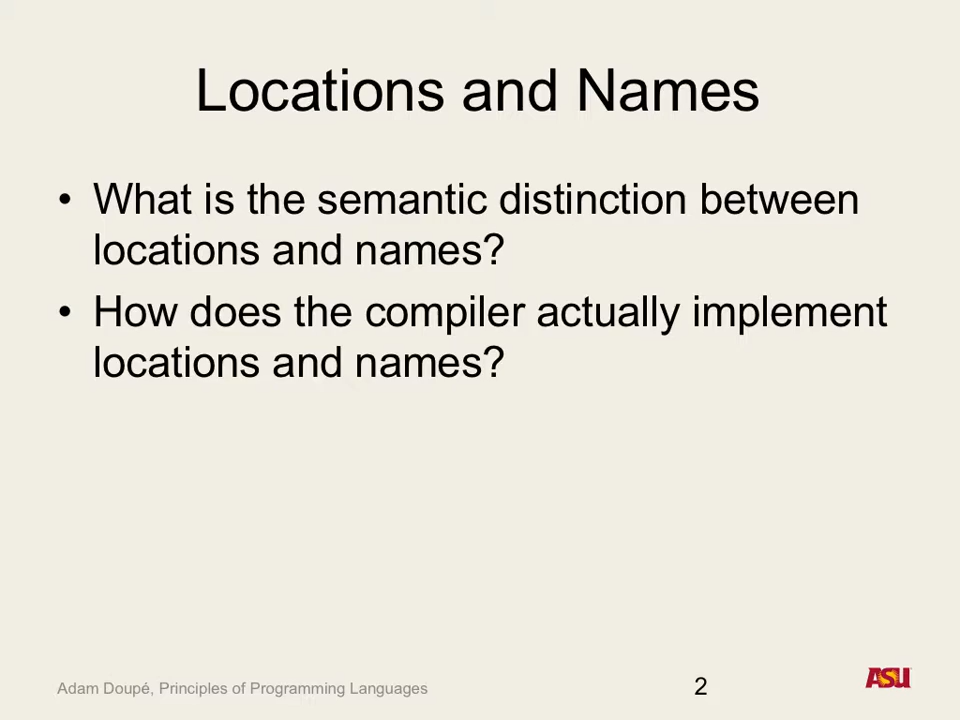 Locations and Names
• What is the semantic distinction between
locations and names?
• How does the compiler actually implement
locations and names?
Adam Doupé, Principles of Programming Languages
2
ASU